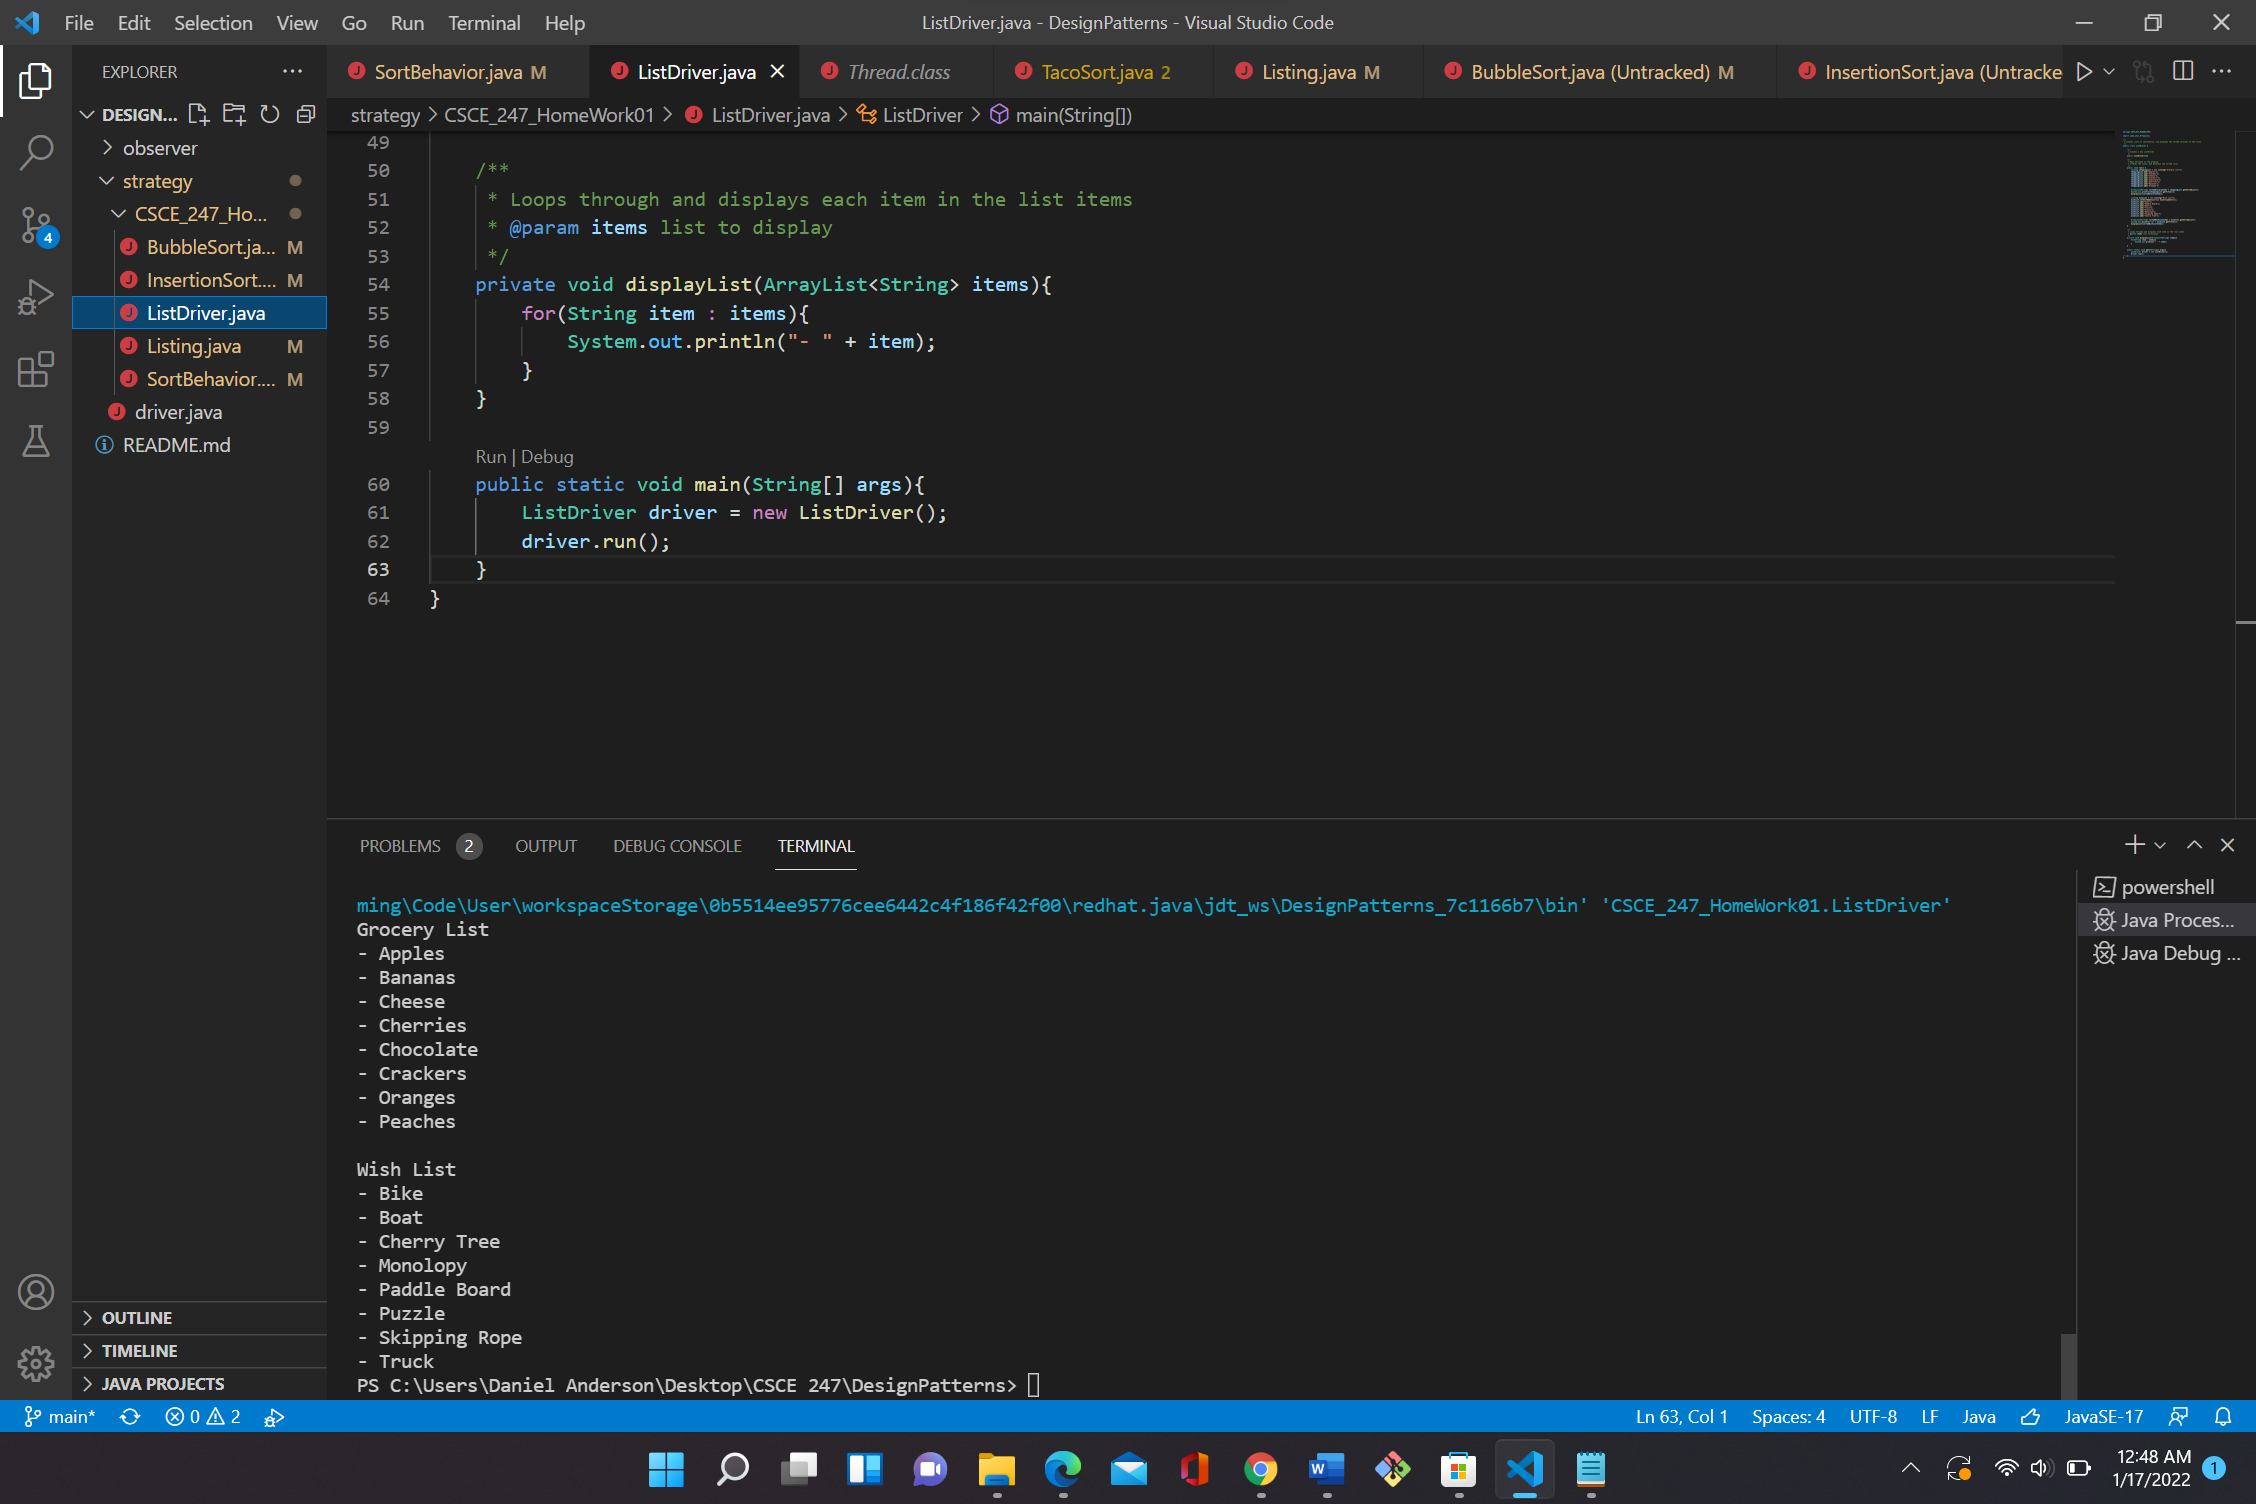 File Edit Selection View Go Run Terminal Help
ListDriver.java - DesignPatterns - Visual Studio Code
EXPLORER
SortBehavior.java M
ListDriver.java
Thread.class
TacoSort.java 2
Listing.java M
BubbleSort.java (Untracked) M
InsertionSort.java (Untracke
DESIGN...
strategy > CSCE_247_HomeWork01 > ListDriver.java > ListDriver > main(String[])
observer
strategy
CSCE_247_Ho...
BubbleSort.ja... M
InsertionSort.... M
ListDriver.java
Listing.java M
SortBehavior.... M
driver.java
README.md
OUTLINE
TIMELINE
JAVA PROJECTS
4
49
50 /**
51 * Loops through and displays each item in the list items
52 * @param items list to display
53 */
54 private void displayList(ArrayList<String> items){
55 for(String item : items){
56 System.out.println("- " + item);
57 }
58 }
59
Run | Debug
60 public static void main(String[] args){
61 ListDriver driver = new ListDriver();
62 driver.run();
63 }
64 }
PROBLEMS 2 OUTPUT DEBUG CONSOLE TERMINAL
ming\Code\User\workspaceStorage\0b5514ee95776cee6442c4f186f42f00\redhat.java\jdt_ws\DesignPatterns_7c1166b7\bin' 'CSCE_247_HomeWork01.ListDriver'
Grocery List
- Apples
- Bananas
- Cheese
- Cherries
- Chocolate
- Crackers
- Oranges
- Peaches
Wish List
- Bike
- Boat
- Cherry Tree
- Monolopy
- Paddle Board
- Puzzle
- Skipping Rope
- Truck
PS C:\Users\Daniel Anderson\Desktop\CSCE 247\DesignPatterns>
powershell
Java Proces...
Java Debug ...
main* 0 2
Ln 63, Col 1 Spaces: 4 UTF-8 LF Java JavaSE-17
12:48 AM
1/17/2022
1